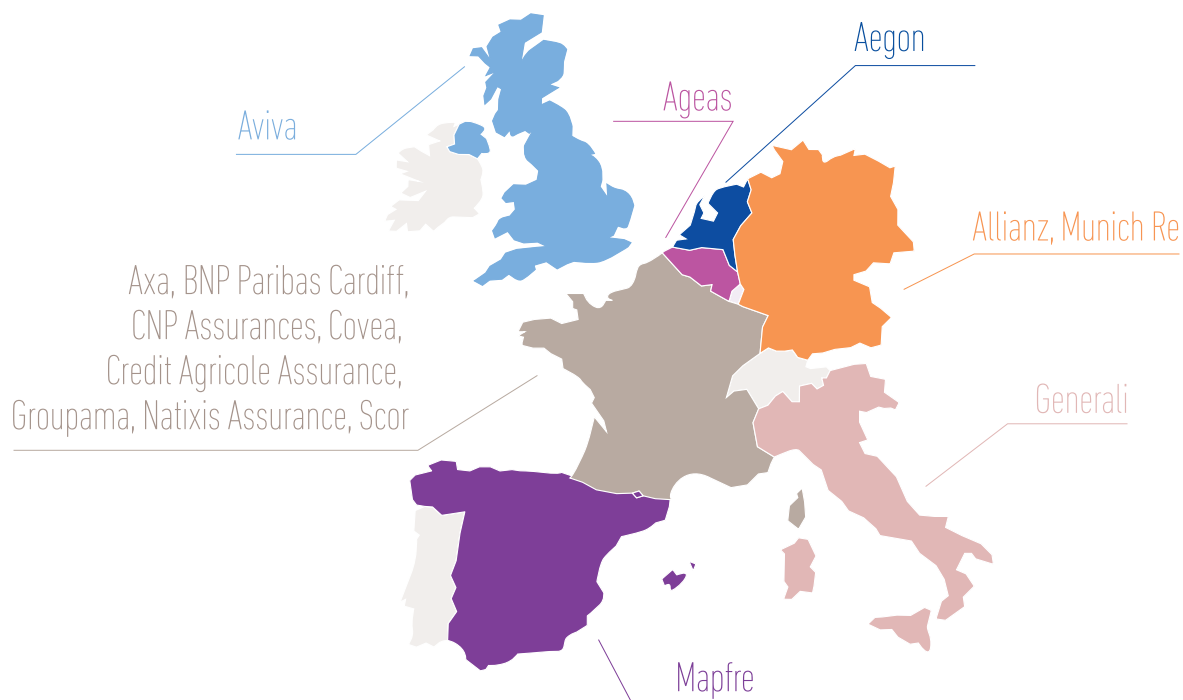 Aegon
Ageas
Aviva
Allianz, Munich Re
Axa, BNP Paribas Cardiff,
CNP Assurances, Covea,
Credit Agricole Assurance,
Groupama, Natixis Assurance, Scor
Generali
Mapfre